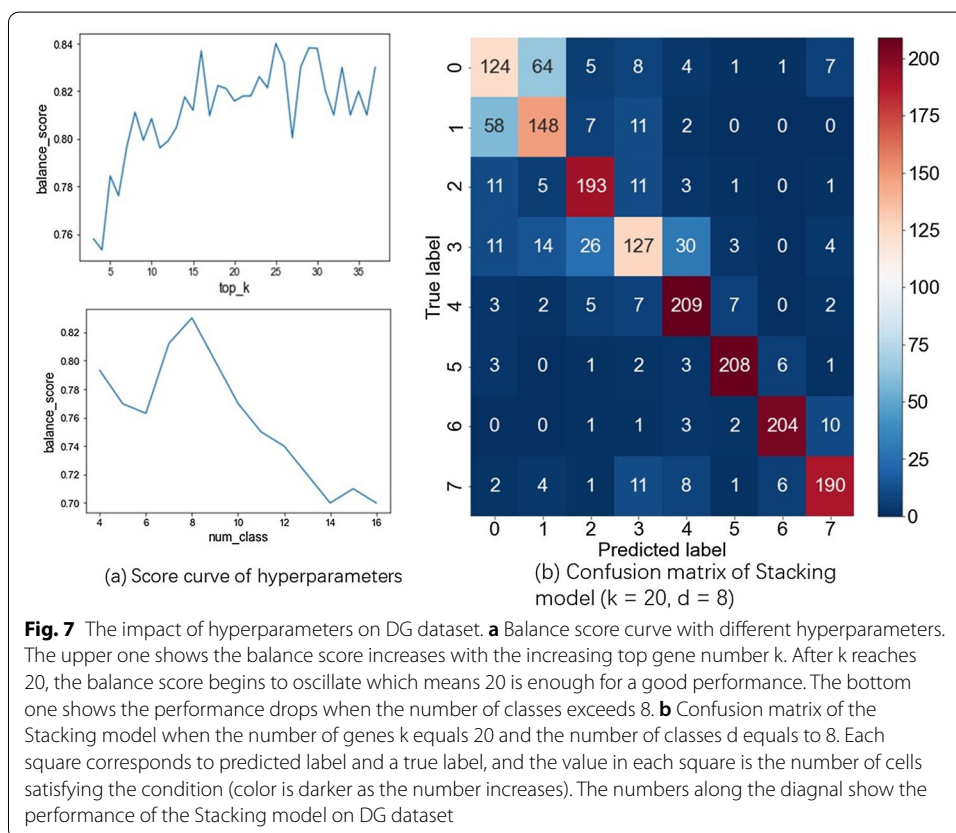 0.84
0.82
0.80
0.78
0.76
balance_score
5 10 15 20 25 30 35
top_k
0.82
0.80
0.78
0.76
0.74
0.72
0.70
balance_score
4 6 8 10 12 14 16
num_class
(a) Score curve of hyperparameters
True label
0 124 64 5 8 4 1 1 7
1 58 148 7 11 2 0 0 0
2 11 5 193 11 3 1 0 1
3 11 14 26 127 30 3 0 4
4 3 2 5 7 209 7 0 2
5 3 0 1 2 3 208 6 1
6 0 0 1 1 3 2 204 10
7 2 4 1 11 8 1 6 190
0 1 2 3 4 5 6 7
Predicted label
200
175
150
125
100
75
50
25
0
(b) Confusion matrix of Stacking
model (k = 20, d = 8)
Fig. 7 The impact of hyperparameters on DG dataset. a Balance score curve with different hyperparameters.
The upper one shows the balance score increases with the increasing top gene number k. After k reaches
20, the balance score begins to oscillate which means 20 is enough for a good performance. The bottom
one shows the performance drops when the number of classes exceeds 8. b Confusion matrix of the
Stacking model when the number of genes k equals 20 and the number of classes d equals to 8. Each
square corresponds to predicted label and a true label, and the value in each square is the number of cells
satisfying the condition (color is darker as the number increases). The numbers along the diagnal show the
performance of the Stacking model on DG dataset